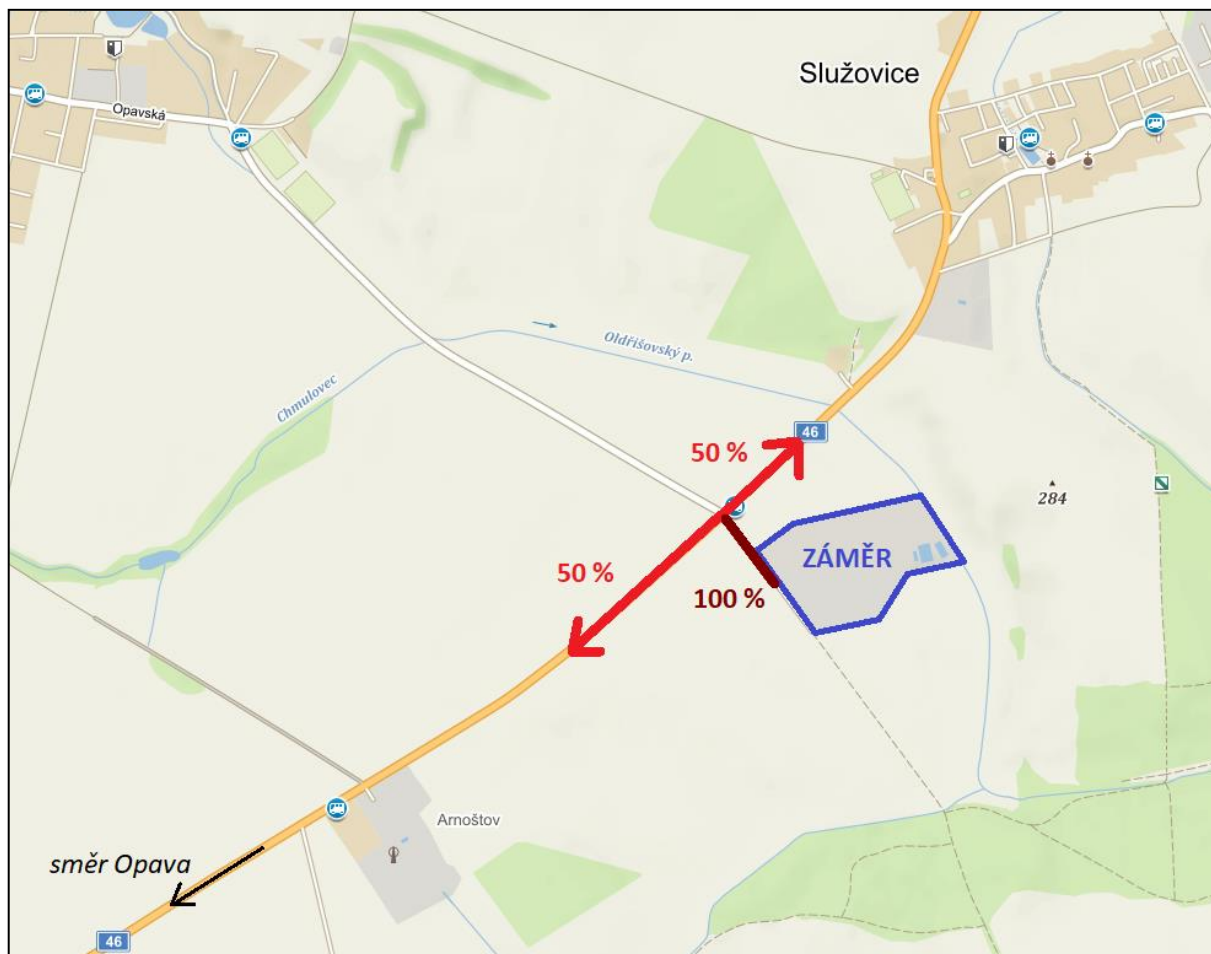 Služovice
Opavská
Oldřišovský p.
Chmulovec
46
50 %
284
ZÁMĚR
50 %
100 %
Arnoštov
směr Opava
46